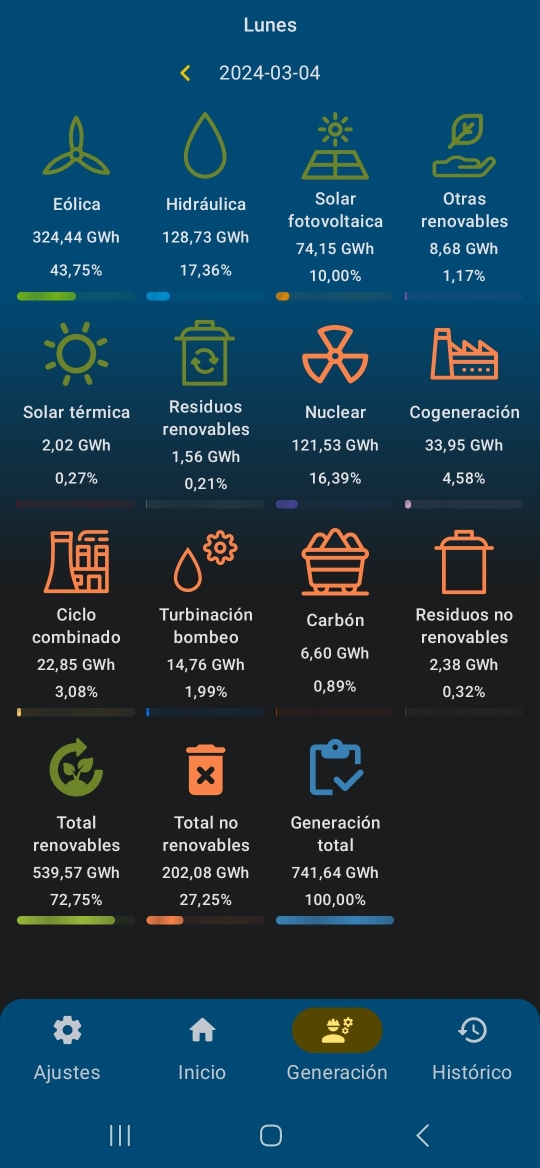 Lunes
2024-03-04
Eólica
324,44 GWh
43,75%
Hidráulica
128,73 GWh
17,36%
Solar
fotovoltaica
74,15 GWh
10,00%
Otras
renovables
8,68 GWh
1,17%
Solar térmica
2,02 GWh
0,27%
Residuos
renovables
1,56 GWh
0,21%
Nuclear
121,53 GWh
16,39%
Cogeneración
33,95 GWh
4,58%
Ciclo
combinado
22,85 GWh
3,08%
Turbinación
bombeo
14,76 GWh
1,99%
Carbón
6,60 GWh
0,89%
Residuos no
renovables
2,38 GWh
0,32%
Total
renovables
539,57 GWh
72,75%
Total no
renovables
202,08 GWh
27,25%
Generación
total
741,64 GWh
100,00%
Ajustes
Inicio
Generación
Histórico